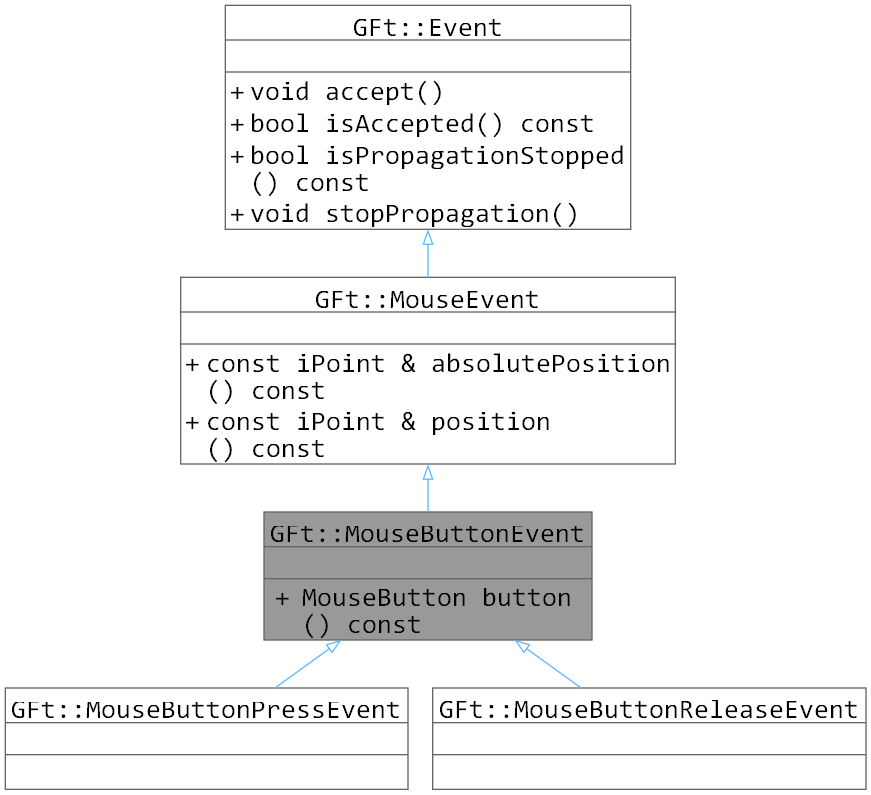 GFt::Event
+ void accept()
+ bool isAccepted() const
+ bool isPropagationStopped
() const
+ void stopPropagation()
GFt::MouseEvent
+ const iPoint & absolutePosition
() const
+ const iPoint & position
() const
GFt::MouseButtonEvent
+ MouseButton button
() const
GFt::MouseButtonPressEvent
GFt::MouseButtonReleaseEvent